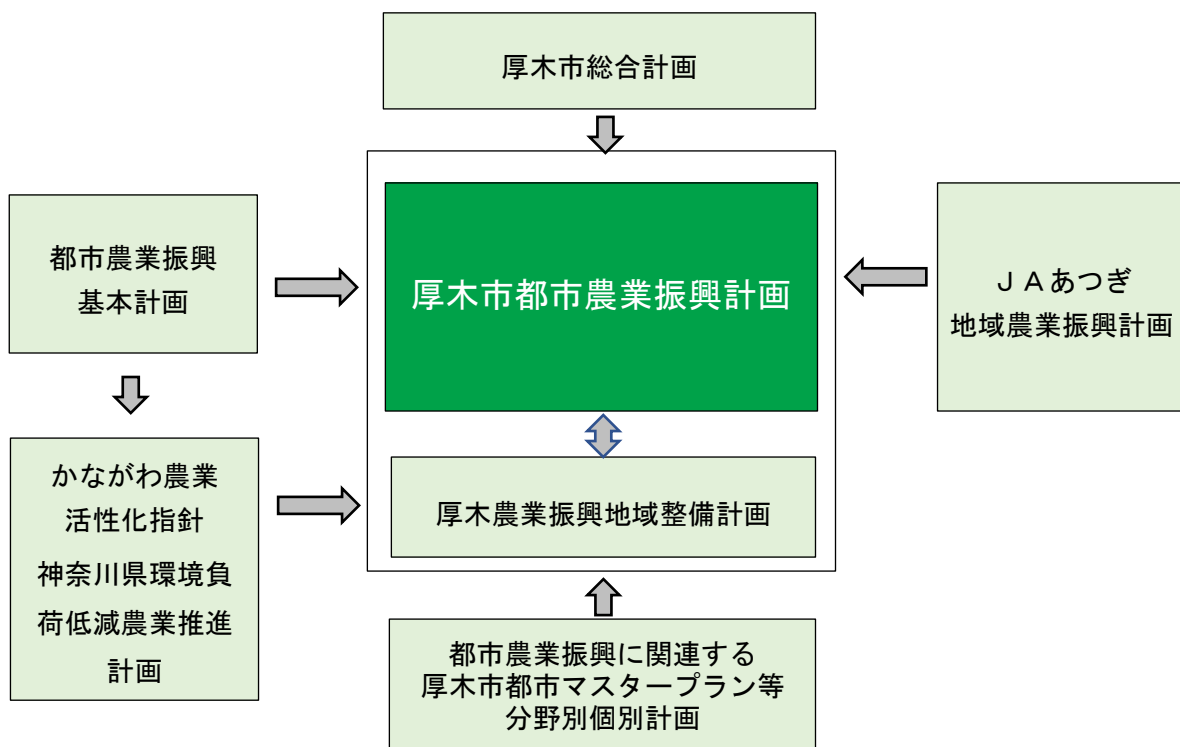 厚木市総合計画
都市農業振興
基本計画
厚木市都市農業振興計画
ＪＡあつぎ
地域農業振興計画
かながわ農業
活性化指針
神奈川県環境負
荷低減農業推進
計画
厚木農業振興地域整備計画
都市農業振興に関連する
厚木市都市マスタープラン等
分野別個別計画